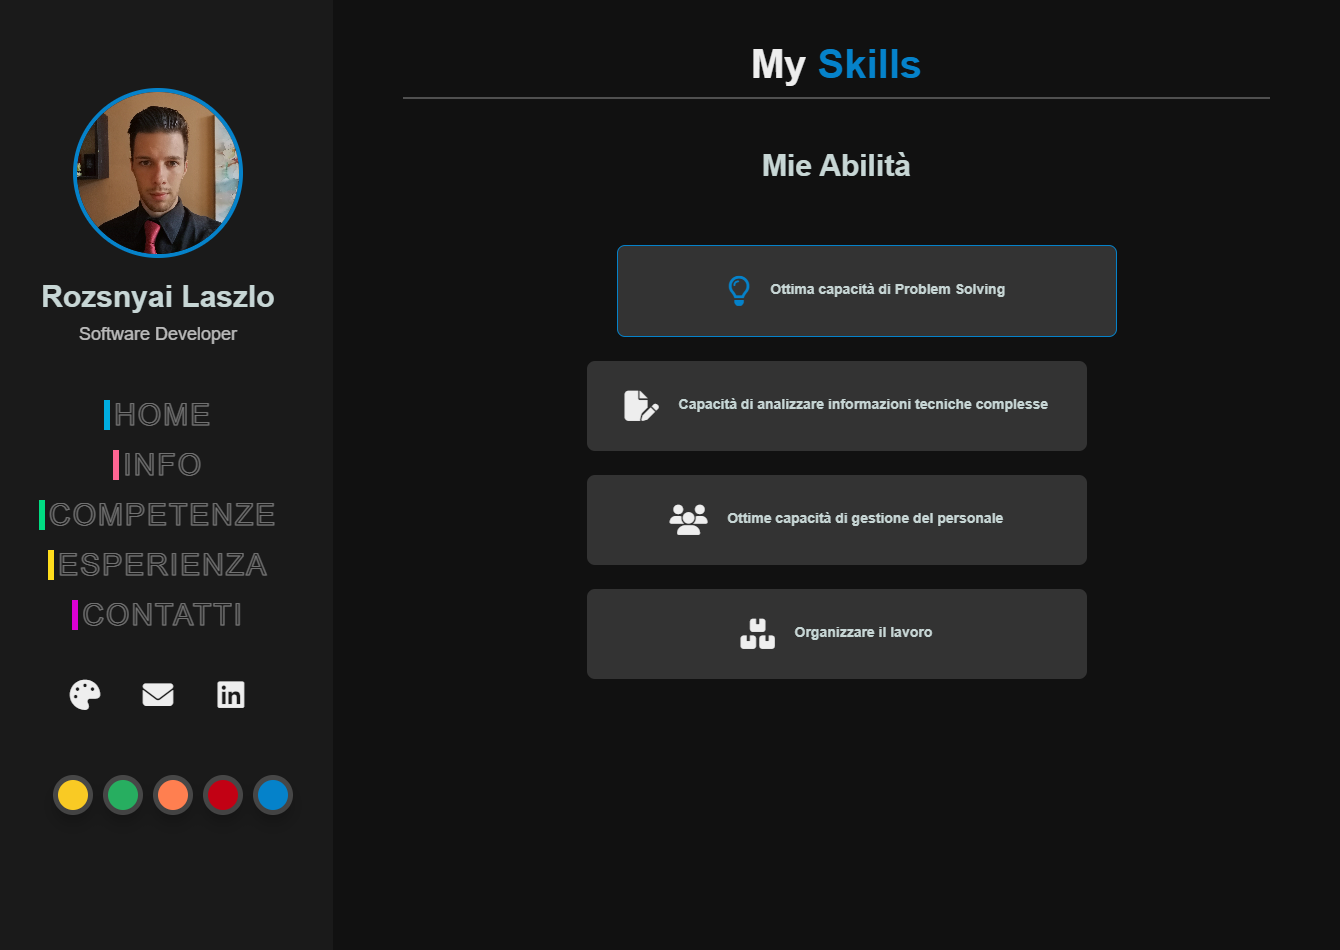 Rozsnyai Laszlo
Software Developer
HOME
INFO
COMPETENZE
ESPERIENZA
CONTATTI
in
My Skills
Mie Abilità
Ottima capacità di Problem Solving
Capacità di analizzare informazioni tecniche complesse
Ottime capacità di gestione del personale
Organizzare il lavoro